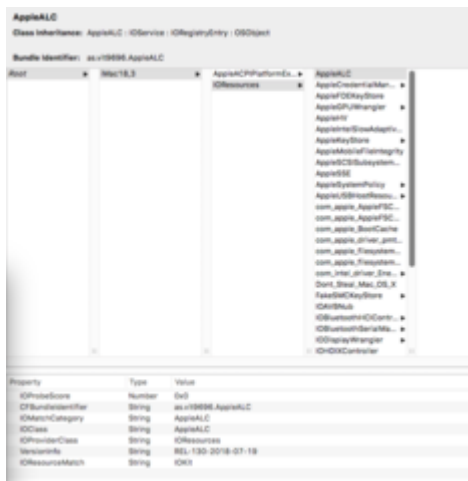 AppleALC
Class Inheritance: AppleALC : IOService : IORegistryEntry : OSObject
Bundle Identifier: as.vit9696.AppleALC
Root
iMac18,3
AppleACPIPlatformEx...
IOResources
AppleALC
AppleCredentialMan...
AppleFDEKeyStore
AppleGPUWrangler
AppleHV
AppleIntelSlowAdaptiv...
AppleKeyStore
AppleMobileFileIntegrity
AppleSCSISubsystem...
AppleSSE
AppleSystemPolicy
AppleUSBHostResou...
com_apple_AppleFSC...
com_apple_AppleFSC...
com_apple_BootCache
com_apple_driver_pmt...
com_apple_filesystem...
com_apple_filesystem...
com_intel_driver_Ene...
Dont_Steal_Mac_OS_X
FakeSMCKeyStore
IOAVBNub
IOBluetoothHCIContr...
IOBluetoothSerialMa...
IODisplayWrangler
IOHDIXController
Property Type Value
IOProbeScore Number 0x0
CFBundleIdentifier String as.vit9696.AppleALC
IOMatchCategory String AppleALC
IOClass String AppleALC
IOProviderClass String IOResources
VersionInfo String REL-130-2018-07-19
IOResourceMatch String IOKit